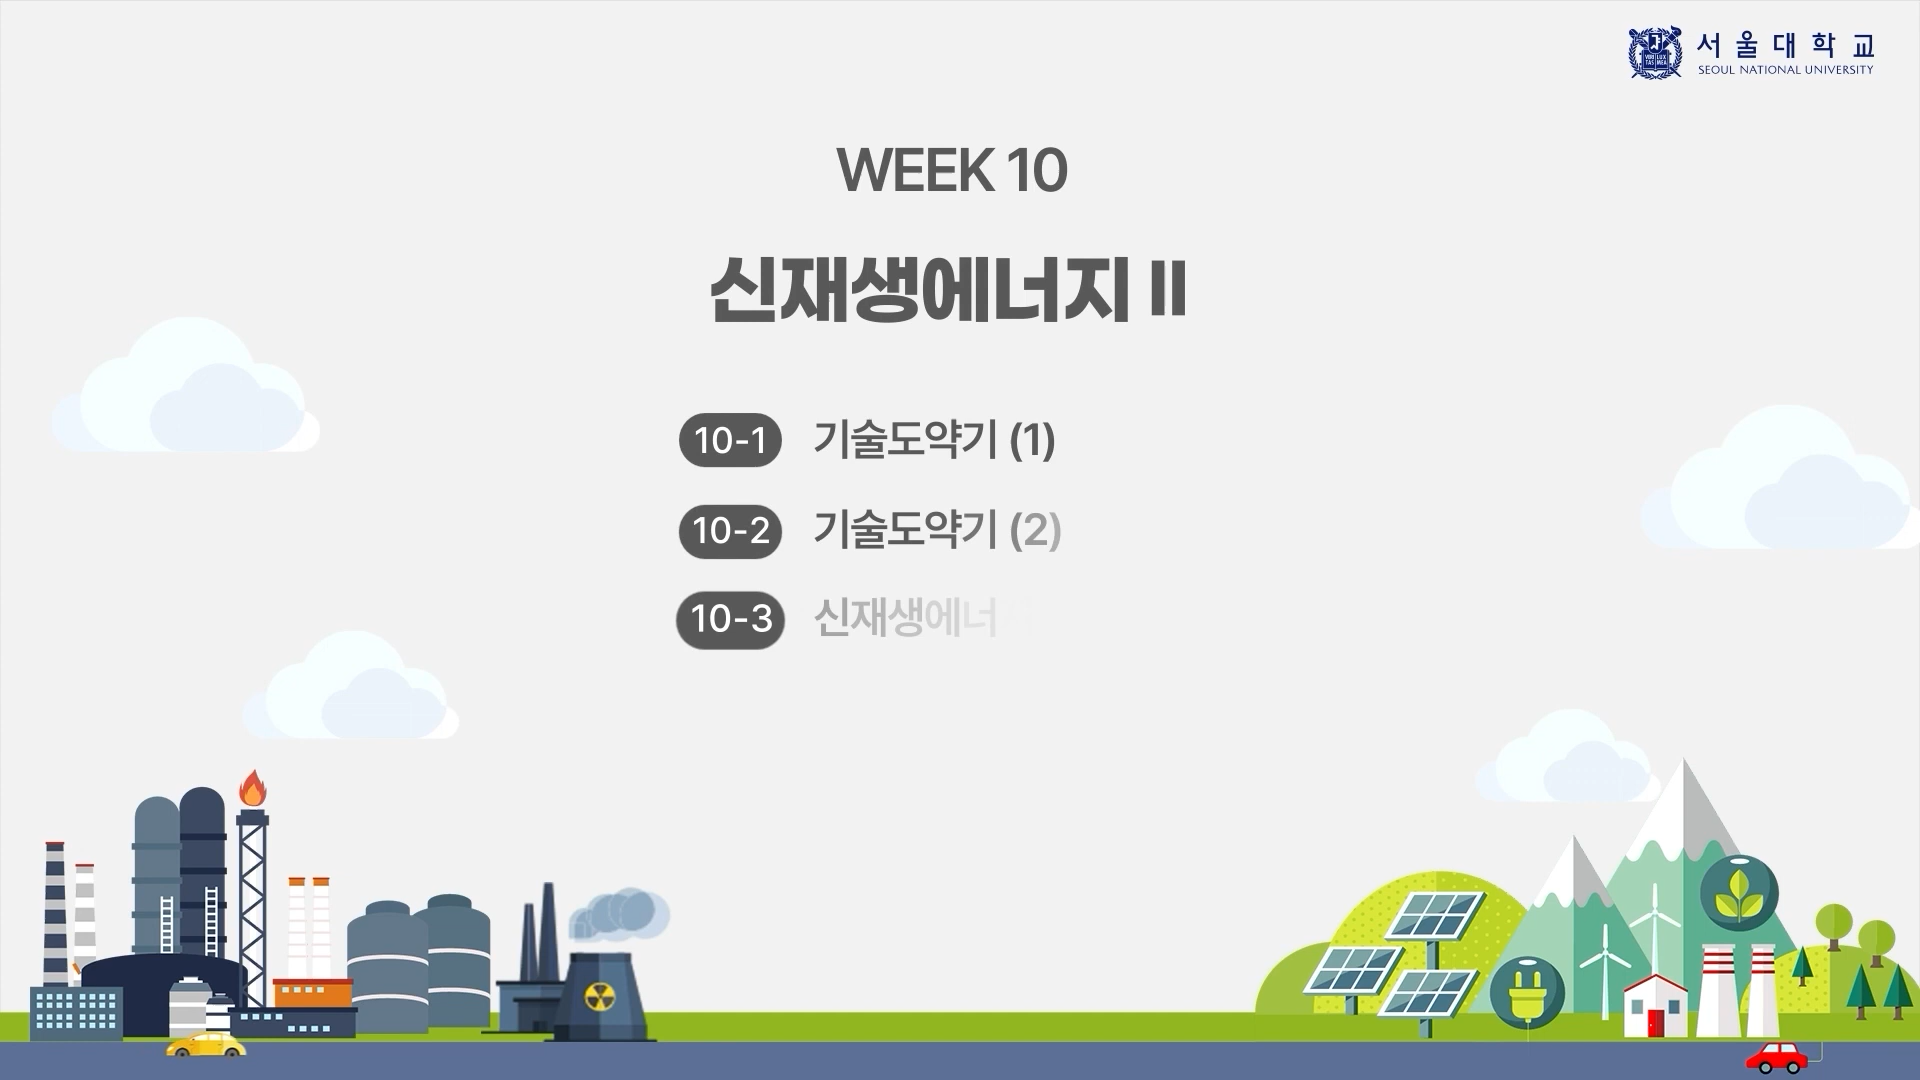 서울대학교
SEOUL NATIONAL UNIVERSITY
WEEK 10
신재생에너지 II
10-1 기술도약기 (1)
10-2 기술도약기 (2)
10-3 신재생에너